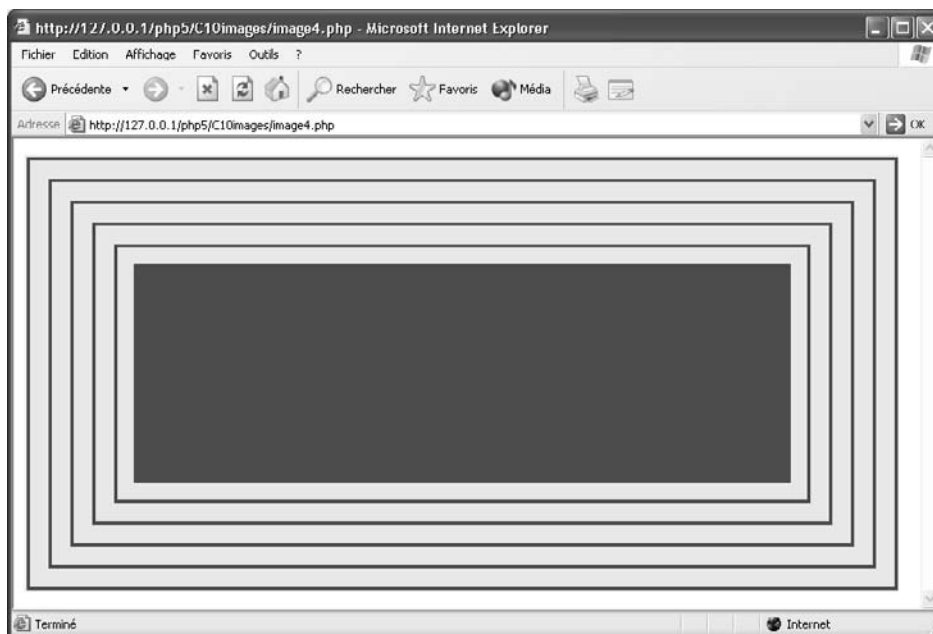 http://127.0.0.1/php5/C10images/image4.php - Microsoft Internet Explorer
Fichier Edition Affichage Favoris Outils ?
Précédente Rechercher Favoris Média
Adresse http://127.0.0.1/php5/C10images/image4.php OK
Terminé Internet